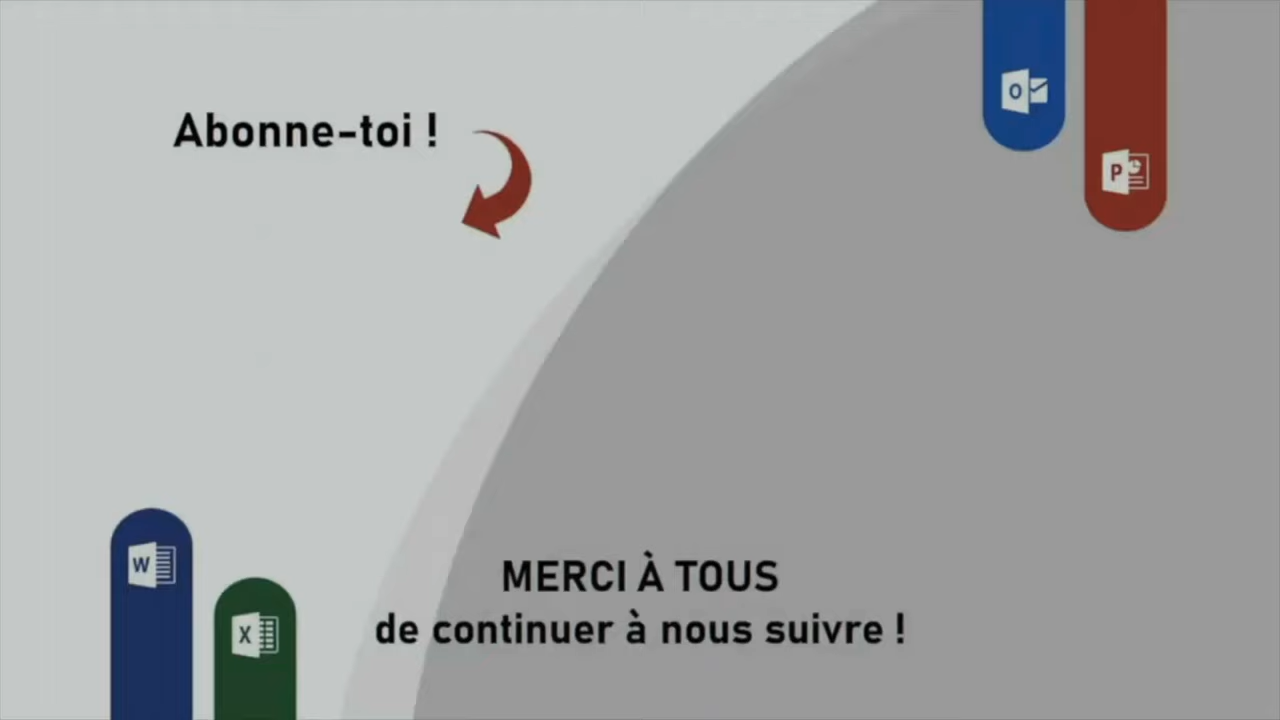 Abonne-toi !
O
P
W
X
MERCI À TOUS
de continuer à nous suivre !